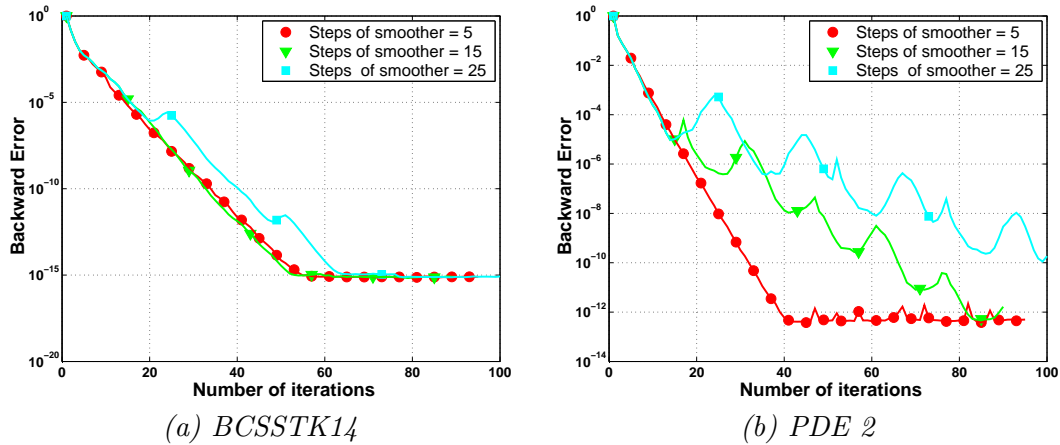 10^0
10^-5
10^-10
10^-15
10^-20
Backward Error
0 20 40 60 80 100
Number of iterations
Steps of smoother = 5
Steps of smoother = 15
Steps of smoother = 25
(a) BCSSTK14
10^0
10^-2
10^-4
10^-6
10^-8
10^-10
10^-12
10^-14
Backward Error
0 20 40 60 80 100
Number of iterations
Steps of smoother = 5
Steps of smoother = 15
Steps of smoother = 25
(b) PDE 2